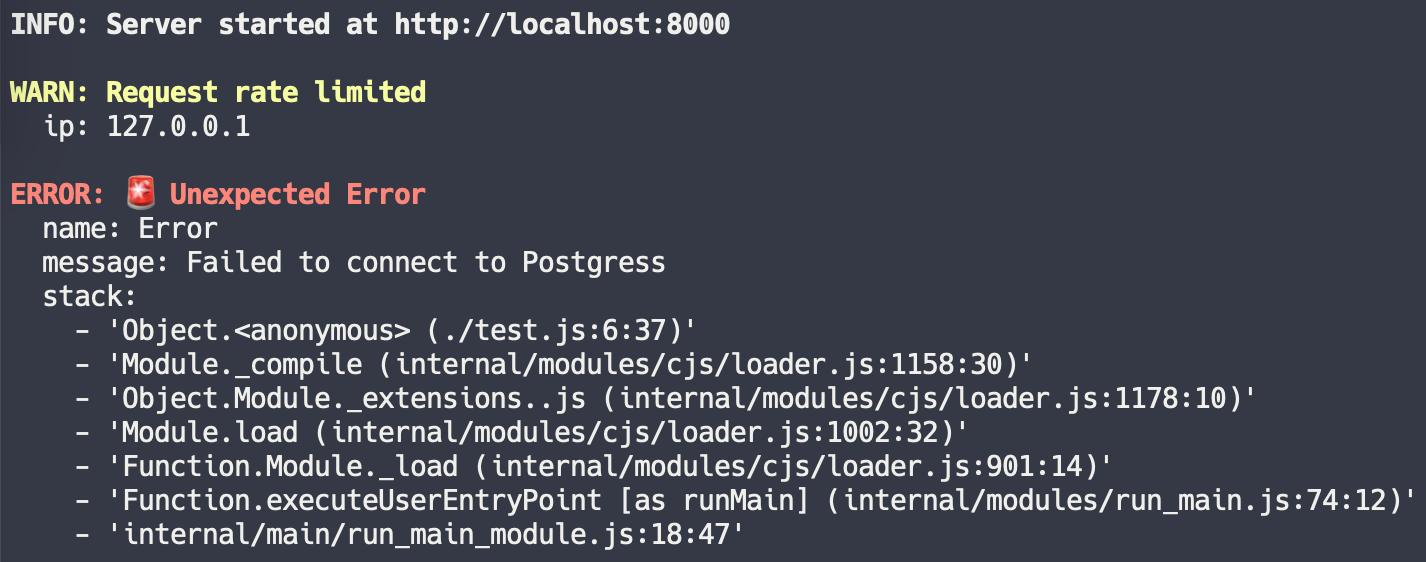 INFO: Server started at http://localhost:8000
WARN: Request rate limited
ip: 127.0.0.1
ERROR: 🚨 Unexpected Error
name: Error
message: Failed to connect to Postgress
stack:
- 'Object.<anonymous> (./test.js:6:37)'
- 'Module._compile (internal/modules/cjs/loader.js:1158:30)'
- 'Object.Module._extensions..js (internal/modules/cjs/loader.js:1178:10)'
- 'Module.load (internal/modules/cjs/loader.js:1002:32)'
- 'Function.Module._load (internal/modules/cjs/loader.js:901:14)'
- 'Function.executeUserEntryPoint [as runMain] (internal/modules/run_main.js:74:12)'
- 'internal/main/run_main_module.js:18:47'